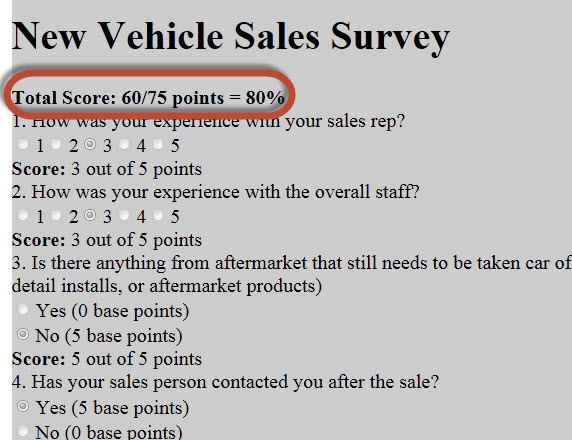 New Vehicle Sales Survey
Total Score: 60/75 points = 80%
1. How was your experience with your sales rep?
1 2 3 4 5
Score: 3 out of 5 points
2. How was your experience with the overall staff?
1 2 3 4 5
Score: 3 out of 5 points
3. Is there anything from aftermarket that still needs to be taken car of
detail installs, or aftermarket products)
Yes (0 base points)
No (5 base points)
Score: 5 out of 5 points
4. Has your sales person contacted you after the sale?
Yes (5 base points)
No (0 base points)